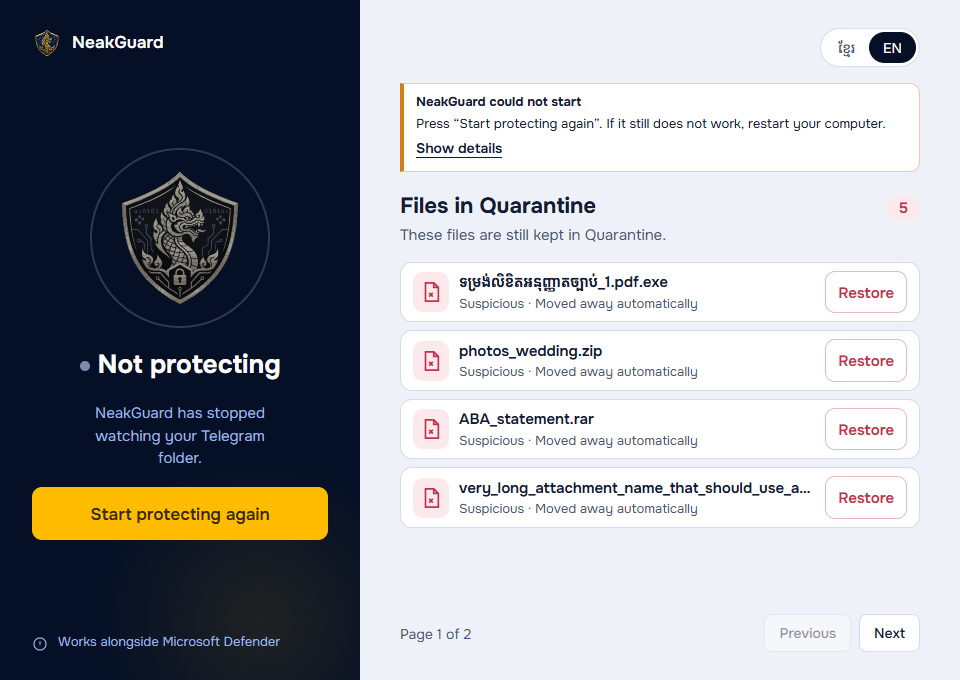 NeakGuard
ខ្មែរ
EN
NeakGuard could not start
Press “Start protecting again”. If it still does not work, restart your computer.
Show details
Files in Quarantine
5
These files are still kept in Quarantine.
ទម្រង់លិខិតអនុញ្ញាតច្បាប់_1.pdf.exe
Suspicious · Moved away automatically
Restore
photos_wedding.zip
Suspicious · Moved away automatically
Restore
ABA_statement.rar
Suspicious · Moved away automatically
Restore
very_long_attachment_name_that_should_use_a...
Suspicious · Moved away automatically
Restore
Page 1 of 2
Previous
Next
Not protecting
NeakGuard has stopped
watching your Telegram
folder.
Start protecting again
Works alongside Microsoft Defender